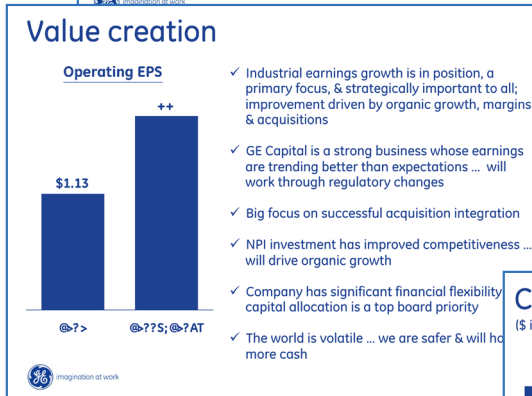 imagination at work
Value creation
Operating EPS
++
$1.13
@>?>
@>??S; @>?AT
✓ Industrial earnings growth is in position, a
primary focus, & strategically important to all;
improvement driven by organic growth, margins
& acquisitions
✓ GE Capital is a strong business whose earnings
are trending better than expectations ... will
work through regulatory changes
✓ Big focus on successful acquisition integration
✓ NPI investment has improved competitiveness ...
will drive organic growth
✓ Company has significant financial flexibility
capital allocation is a top board priority
✓ The world is volatile ... we are safer & will
more cash
imagination at work
($ i